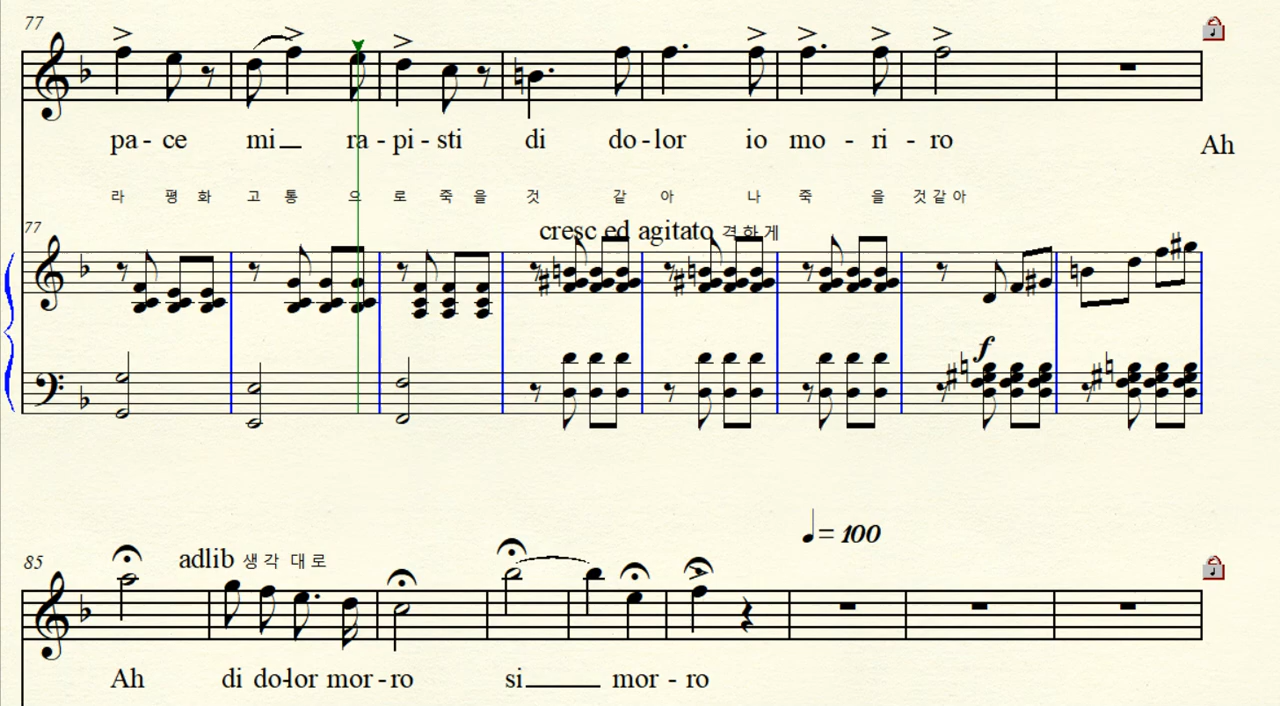 77
pa - ce mi ra - pi - sti di do - lor io mo - ri - ro Ah
라 평 화 고 통 으 로 죽 을 것 같 아 나 죽 을 것 같 아
77
cresc ed agitato 격하게
f
= 100
85
adlib 생각 대로
Ah di do-lor mor - ro si mor - ro